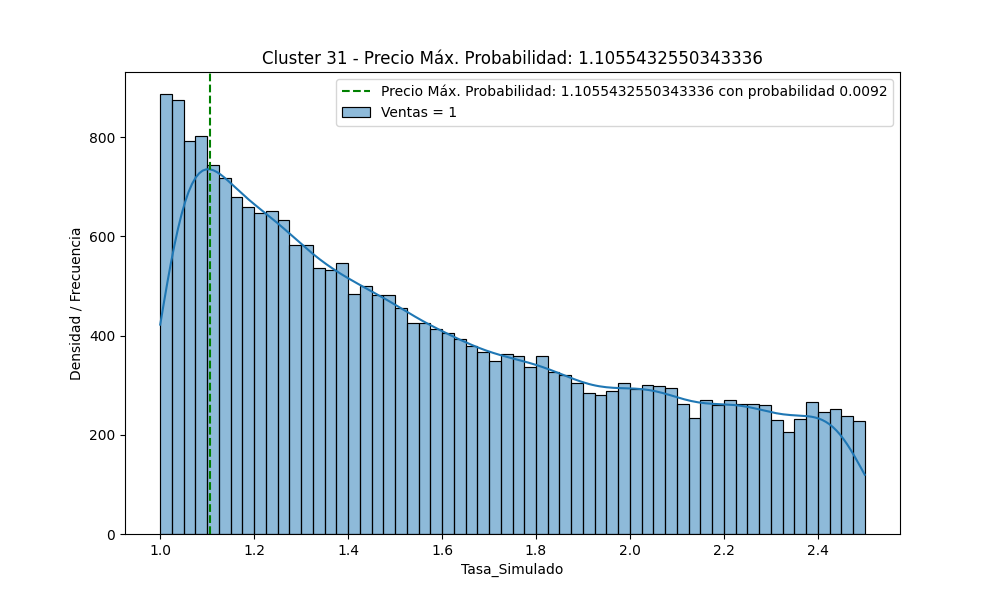 Cluster 31 - Precio Máx. Probabilidad: 1.1055432550343336
Precio Máx. Probabilidad: 1.1055432550343336 con probabilidad 0.0092
Ventas = 1
Densidad / Frecuencia
800
600
400
200
0
1.0 1.2 1.4 1.6 1.8 2.0 2.2 2.4
Tasa_Simulado